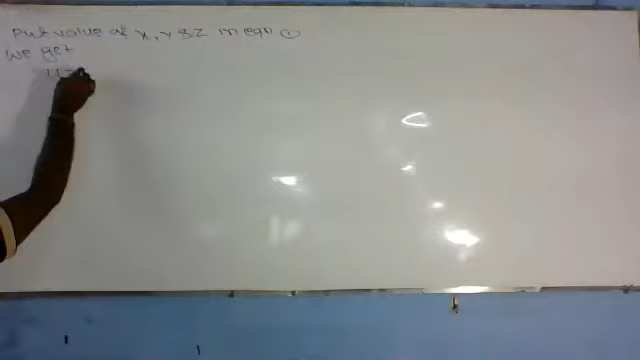 Put value of x, y & z in eqn ①
We get